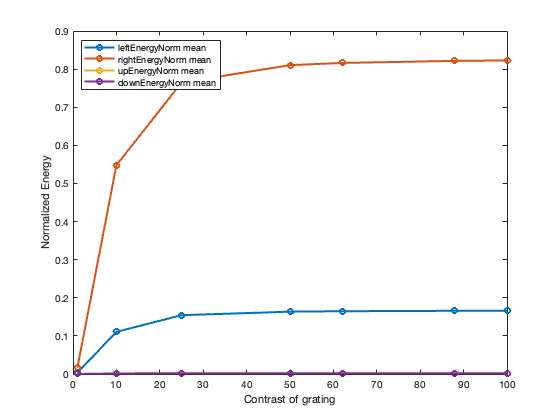 0.9
0.8
0.7
0.6
0.5
0.4
0.3
0.2
0.1
0
Normalized Energy
leftEnergyNorm mean
rightEnergyNorm mean
upEnergyNorm mean
downEnergyNorm mean
0 10 20 30 40 50 60 70 80 90 100
Contrast of grating